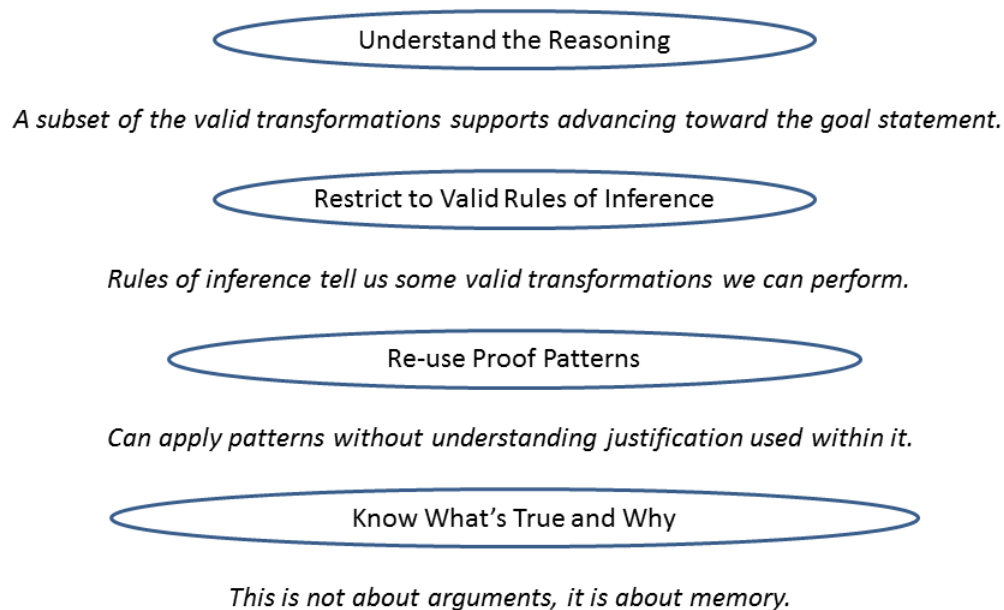 Understand the Reasoning
A subset of the valid transformations supports advancing toward the goal statement.
Restrict to Valid Rules of Inference
Rules of inference tell us some valid transformations we can perform.
Re-use Proof Patterns
Can apply patterns without understanding justification used within it.
Know What’s True and Why
This is not about arguments, it is about memory.